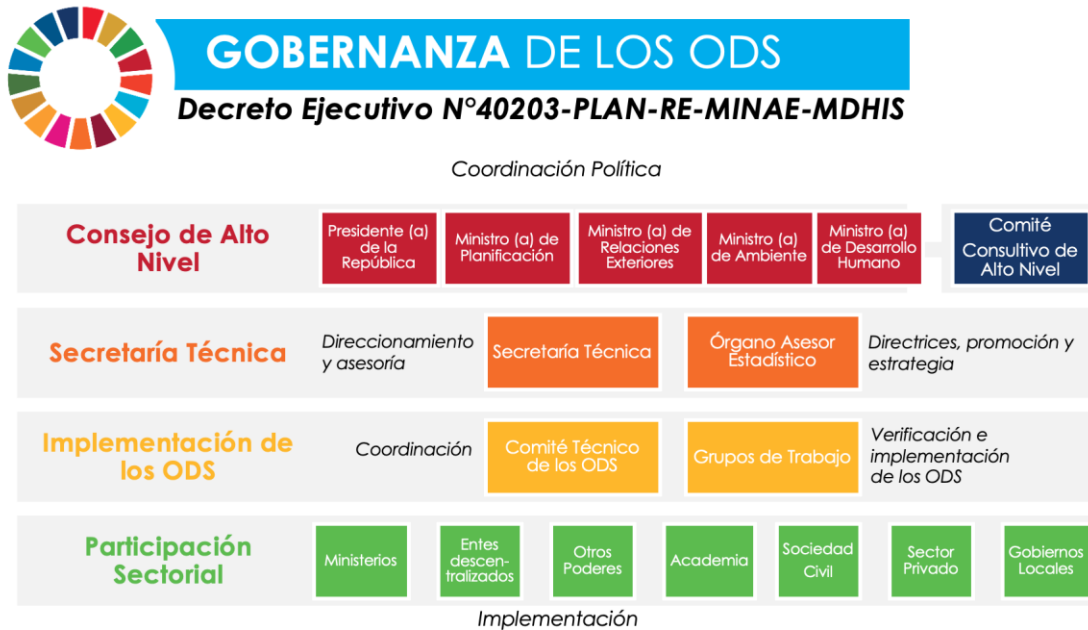 GOBERNANZA DE LOS ODS
Decreto Ejecutivo N°40203-PLAN-RE-MINAE-MDHIS
Coordinación Política
Consejo de Alto
Nivel
Presidente (a)
de la
República
Ministro (a) de
Planificación
Ministro (a) de
Relaciones
Exteriores
Ministro (a)
de Ambiente
Ministro (a)
de Desarrollo
Humano
Comité
Consultivo de
Alto Nivel
Secretaría Técnica
Direccionamiento
y asesoría
Secretaría Técnica
Órgano Asesor
Estadístico
Directrices, promoción y
estrategia
Implementación de
los ODS
Coordinación
Comité Técnico
de los ODS
Grupos de Trabajo
Verificación e
implementación
de los ODS
Participación
Sectorial
Ministerios
Entes
descen-
tralizados
Otros
Poderes
Academia
Sociedad
Civil
Sector
Privado
Gobiernos
Locales
Implementación